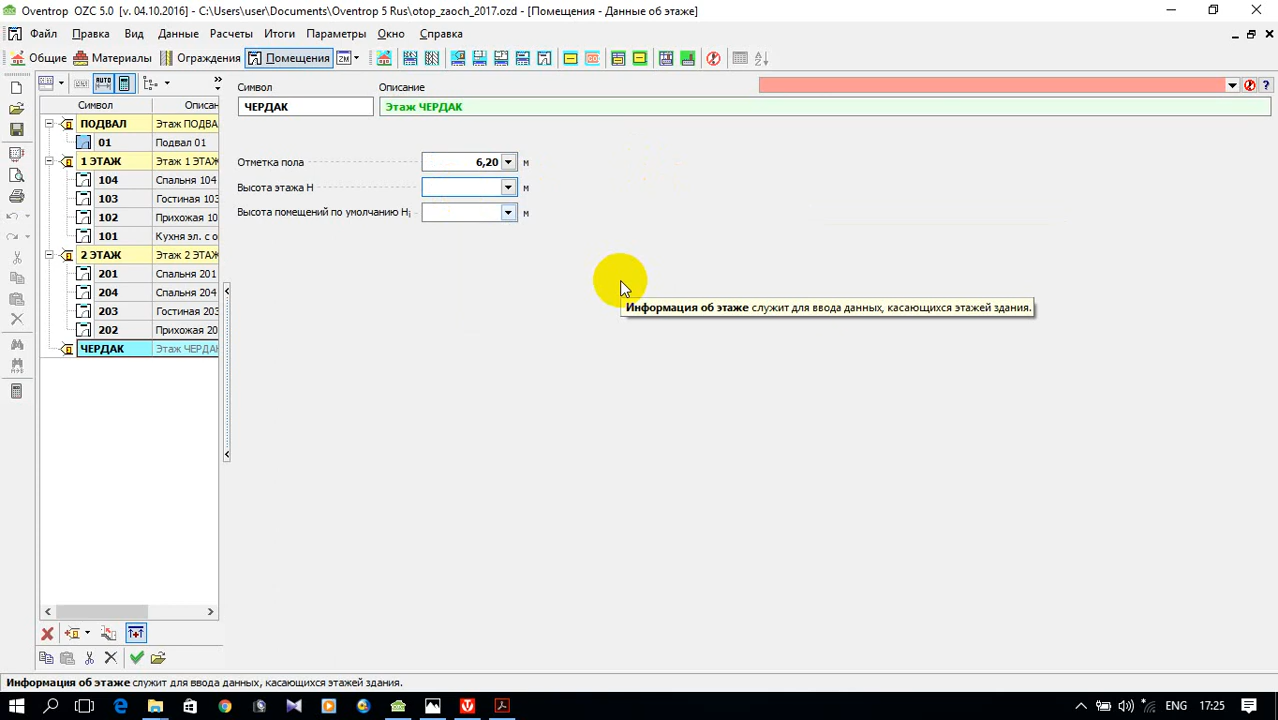 Oventrop OZC 5.0 [v. 04.10.2016] - C:\Users\user\Documents\Oventrop 5 Rus\otop_zaoch_2017.ozd - [Помещения - Данные об этаже]
Файл Правка Вид Данные Расчеты Итоги Параметры Окно Справка
Общие Материалы Ограждения Помещения 2М
AUTO »
Символ Описание
ЧЕРДАК Этаж ЧЕРДАК
Символ Описан
ПОДВАЛ Этаж ПОДВА
01 Подвал 01
1 ЭТАЖ Этаж 1 ЭТАЖ
104 Спальня 104
103 Гостиная 103
102 Прихожая 10
101 Кухня эл. с о
2 ЭТАЖ Этаж 2 ЭТАЖ
201 Спальня 201
204 Спальня 204
203 Гостиная 203
202 Прихожая 20
ЧЕРДАК Этаж ЧЕРДАК
Отметка пола 6,20 м
Высота этажа H м
Высота помещений по умолчанию Hi м
Информация об этаже служит для ввода данных, касающихся этажей здания.
Информация об этаже служит для ввода данных, касающихся этажей здания.
ENG 17:25